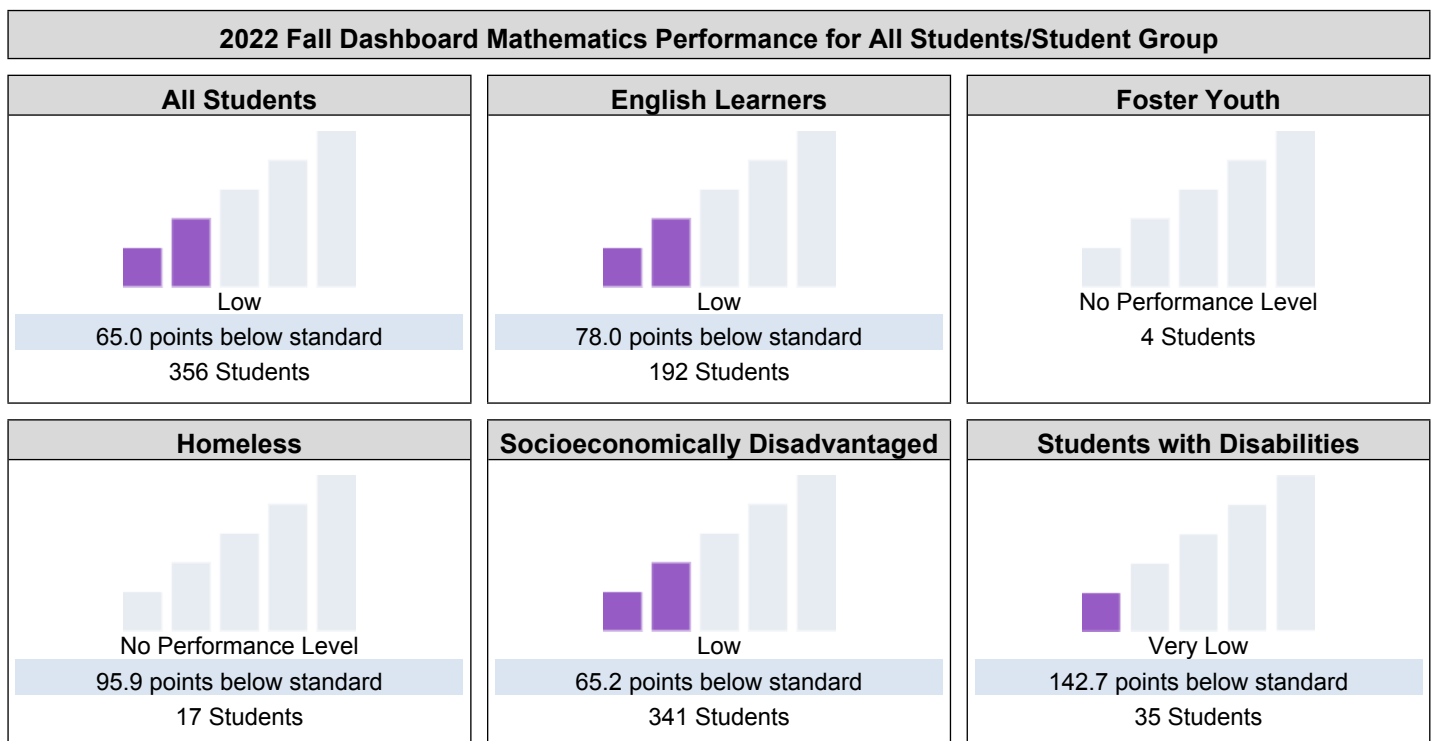 2022 Fall Dashboard Mathematics Performance for All Students/Student Group
All Students
Low
65.0 points below standard
356 Students
English Learners
Low
78.0 points below standard
192 Students
Foster Youth
No Performance Level
4 Students
Homeless
No Performance Level
95.9 points below standard
17 Students
Socioeconomically Disadvantaged
Low
65.2 points below standard
341 Students
Students with Disabilities
Very Low
142.7 points below standard
35 Students